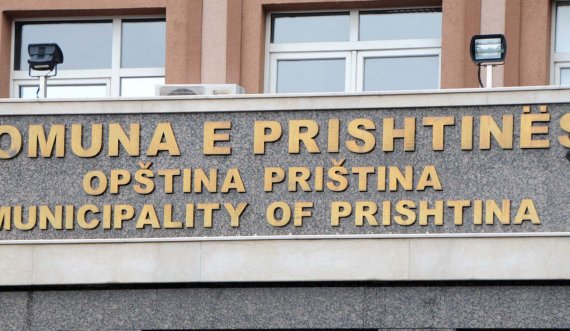 OMUNA E PRISHTINËS
OPŠTINA PRIŠTINA
MUNICIPALITY OF PRISHTINA